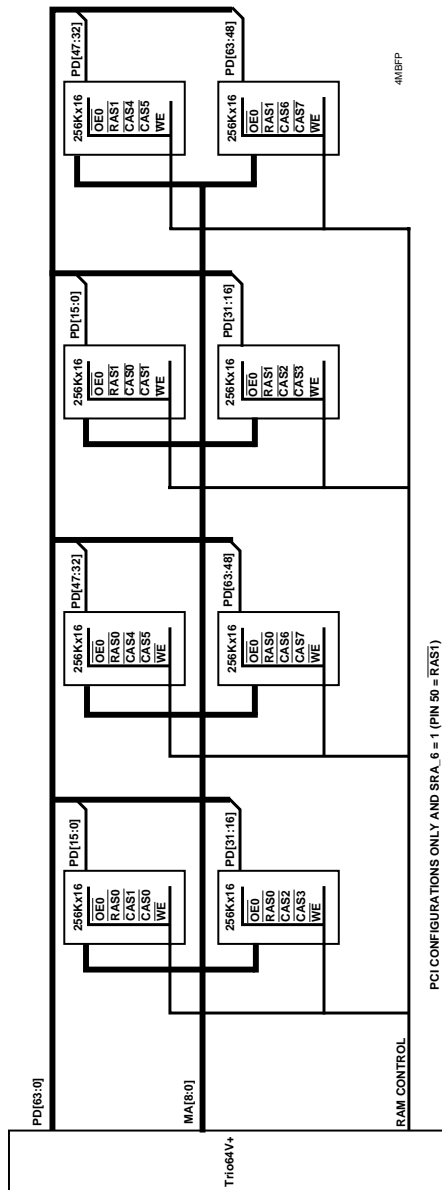 PD[63:0]
PD[15:0]
256Kx16
OE0
RAS0
CAS1
CAS0
WE
PD[47:32]
256Kx16
OE0
RAS0
CAS4
CAS5
WE
PD[15:0]
256Kx16
OE0
RAS1
CAS0
CAS1
WE
PD[47:32]
256Kx16
OE0
RAS1
CAS4
CAS5
WE
MA[8:0]
Trio64V+
PD[31:16]
256Kx16
OE0
RAS0
CAS2
CAS3
WE
PD[63:48]
256Kx16
OE0
RAS0
CAS6
CAS7
WE
PD[31:16]
256Kx16
OE0
RAS1
CAS2
CAS3
WE
PD[63:48]
256Kx16
OE0
RAS1
CAS6
CAS7
WE
RAM CONTROL
4MBFP
PCI CONFIGURATIONS ONLY AND SRA_6 = 1 (PIN 50 = RAS1)